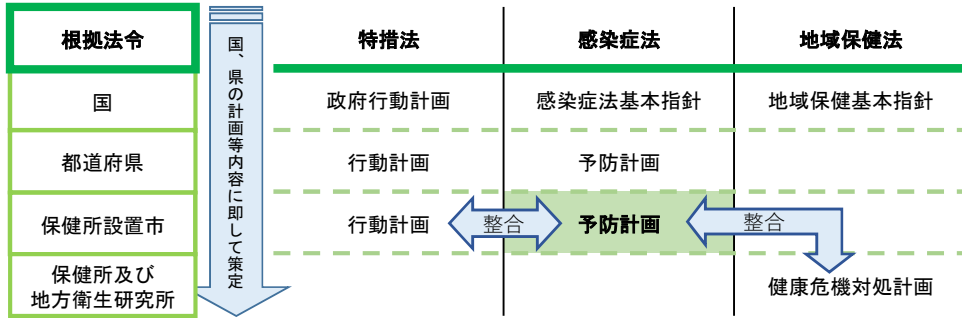 根拠法令
特措法
感染症法
地域保健法
国、県の計画等内容に即して策定
国
政府行動計画
感染症法基本指針
地域保健基本指針
都道府県
行動計画
予防計画
保健所設置市
行動計画
整合
予防計画
整合
保健所及び
地方衛生研究所
健康危機対処計画